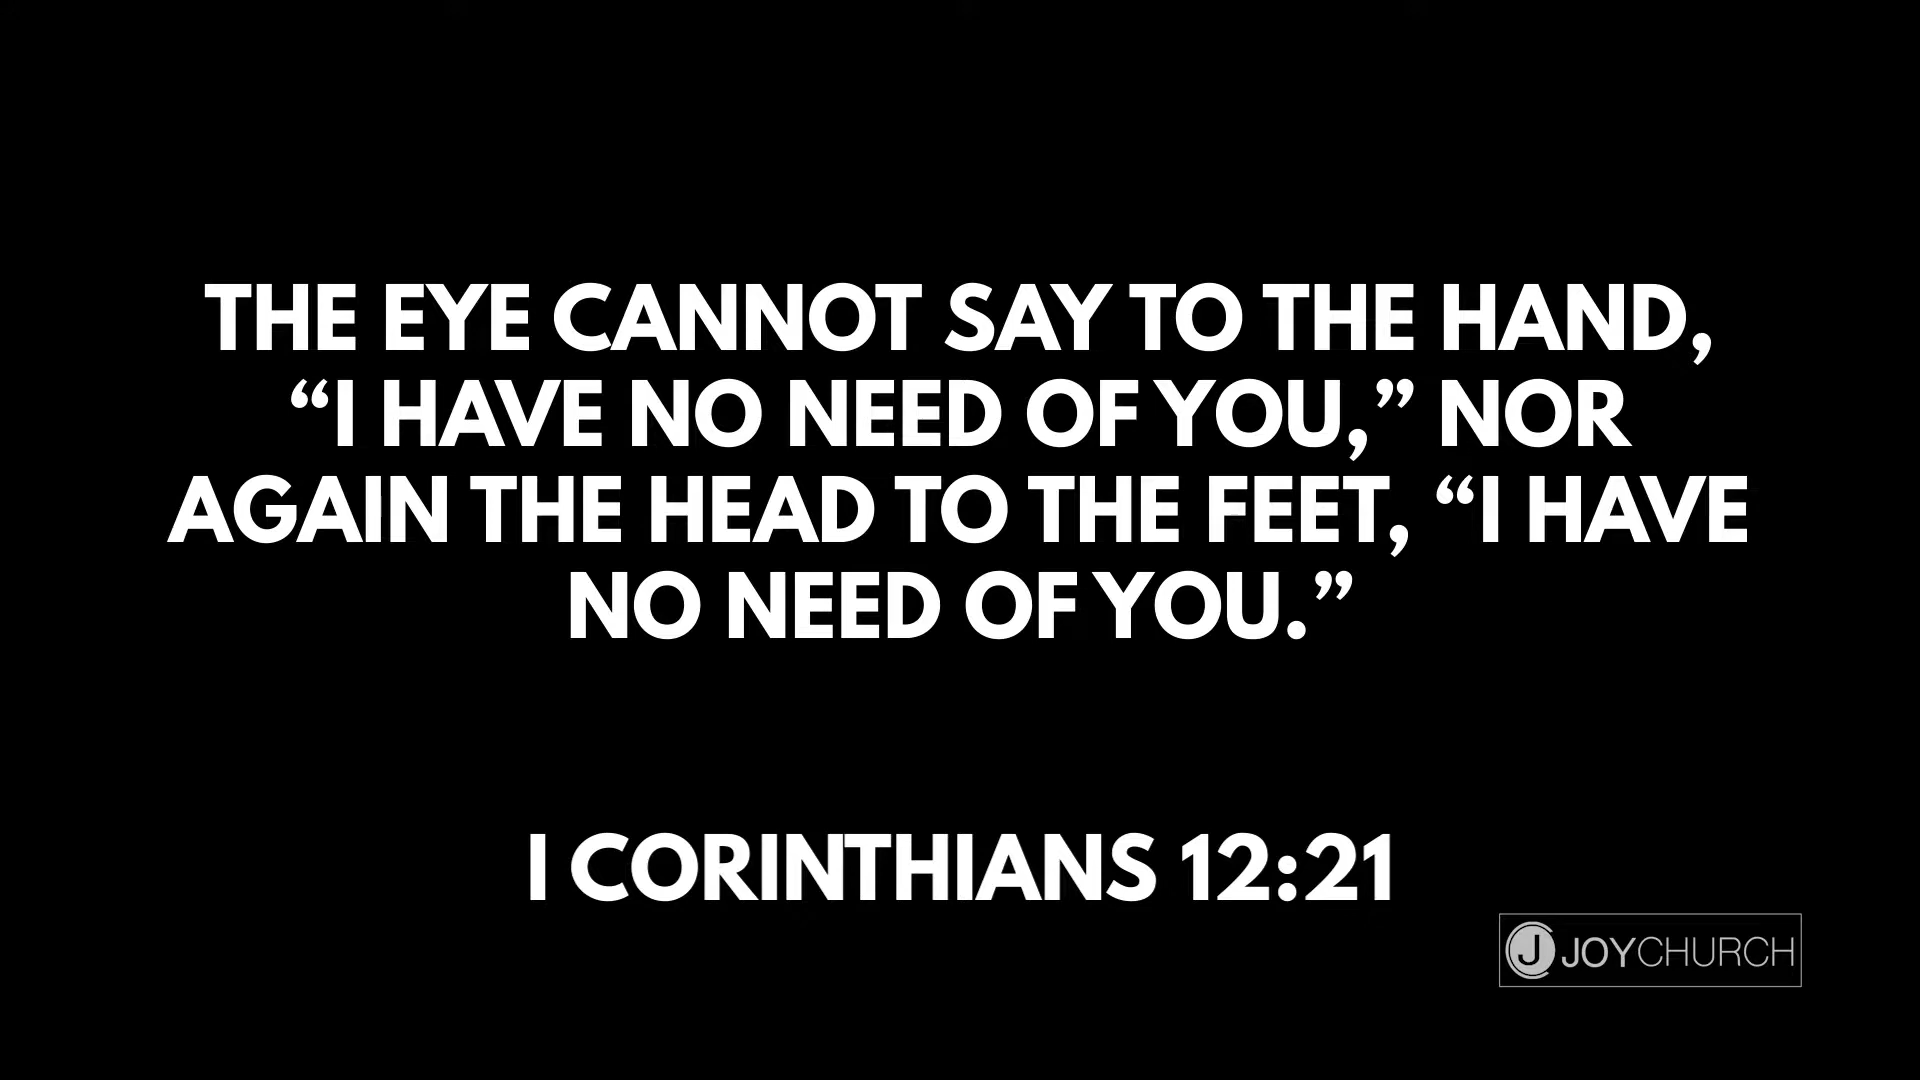 THE EYE CANNOT SAY TO THE HAND,
“I HAVE NO NEED OF YOU,” NOR
AGAIN THE HEAD TO THE FEET, “I HAVE
NO NEED OF YOU.”
I CORINTHIANS 12:21
J JOYCHURCH